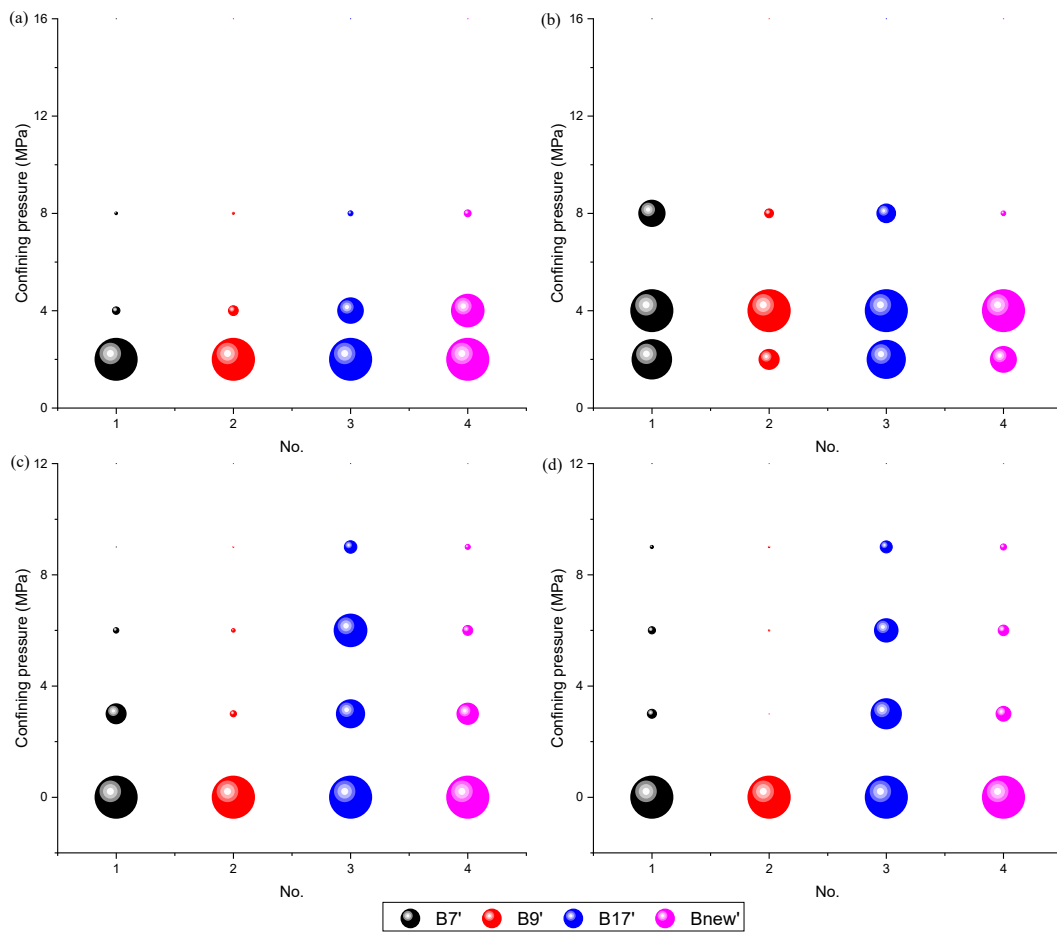 (a)
16
12
8
4
0
Confining pressure (MPa)
1 2 3 4
No.
(b)
16
12
8
4
0
Confining pressure (MPa)
1 2 3 4
No.
(c)
12
8
4
0
Confining pressure (MPa)
1 2 3 4
No.
(d)
12
8
4
0
Confining pressure (MPa)
1 2 3 4
No.
B7' B9' B17' Bnew'